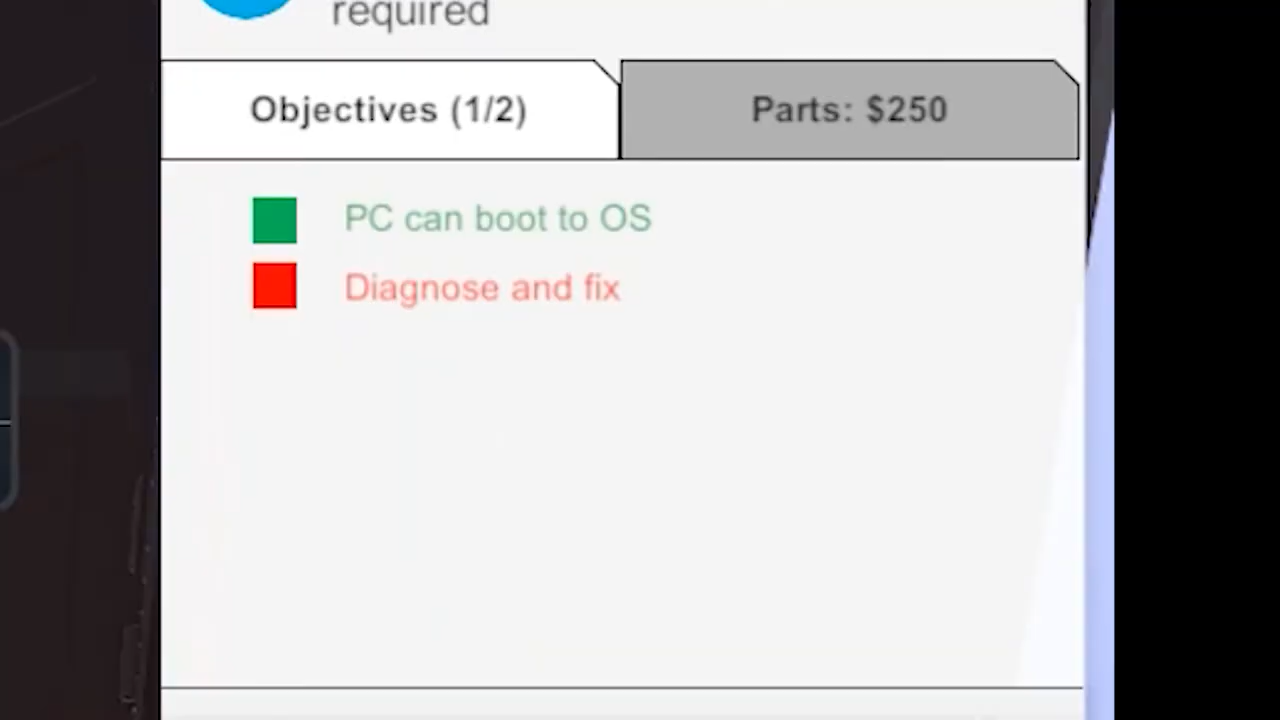 required
Objectives (1/2)
Parts: $250
PC can boot to OS
Diagnose and fix